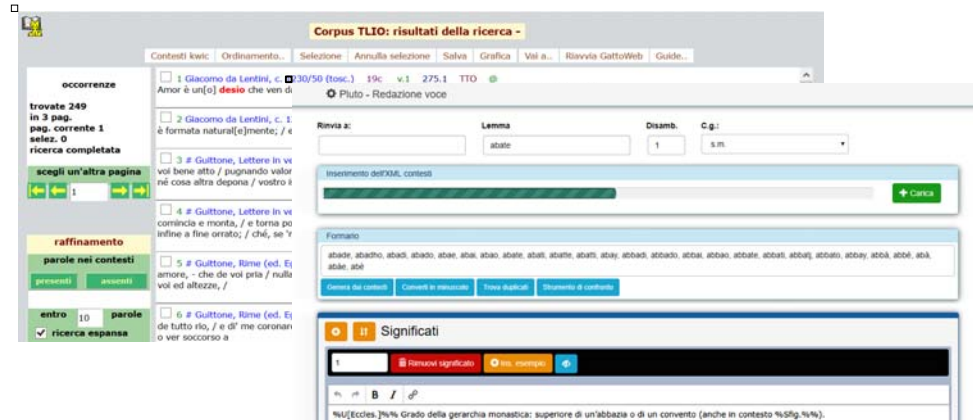 Corpus TLIO: risultati della ricerca -
Contesti kwic Ordinamento.. Selezione Annulla selezione Salva Grafica Vai a... Riavvia GattoWeb Guide..
occorrenze
trovate 249
in 3 pag.
pag. corrente 1
selez. 0
ricerca completata
scegli un'altra pagina
1
raffinamento
parole nei contesti
presenti assenti
entro 10 parole
ricerca espansa
1 Giacomo da Lentini, c. 1230/50 (tosc.) 19c v.1 275.1 TTO @
Amor è un[o] desio che ven da
2 Giacomo da Lentini, c. 1
è formata natural[e]mente; / e
3 # Guittone, Lettere in ve
voi bene atto / pugnando valor
né cosa altra depona / vostro i
4 # Guittone, Lettere in ve
comincia e monta, / e torna po
infine a fine orrato; / ché, se 'r
5 # Guittone, Rime (ed. Eg
amore, - che de voi pria / nulla
voi ed altezze, /
6 # Guittone, Rime (ed. Eg
de tutto rio, / e di' me coronare
o ver soccorso a
Pluto - Redazione voce
Rinvia a: Lemma Disamb. C.g.:
abate 1 s.m.
Inserimento dell'XML contesti
Carica
Formario
abade, abadho, abadi, abado, abae, abai, abao, abate, abati, abatte, abatti, abay, abbadi, abbado, abbai, abbao, abbate, abbati, abbatj, abbato, abbay, abbà, abbé, abà,
abàe, abè
Genera dai contesti Converti in minuscolo Trova duplicati Strumento di confronto
Significati
1 Rimuovi significato Ins. esempio
B I
%U[Eccles.]%% Grado della gerarchia monastica: superiore di un'abbazia o di un convento (anche in contesto %Sfig.%%).